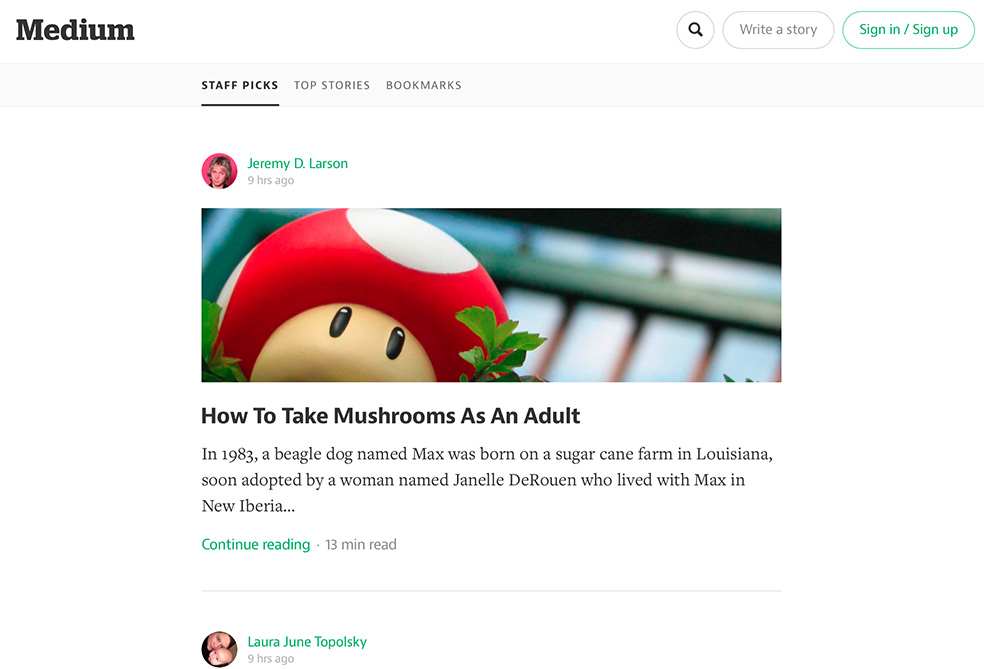 Medium
Write a story
Sign in / Sign up
STAFF PICKS
TOP STORIES
BOOKMARKS
Jeremy D. Larson
9 hrs ago
How To Take Mushrooms As An Adult
In 1983, a beagle dog named Max was born on a sugar cane farm in Louisiana,
soon adopted by a woman named Janelle DeRouen who lived with Max in
New Iberia...
Continue reading · 13 min read
Laura June Topolsky
9 hrs ago